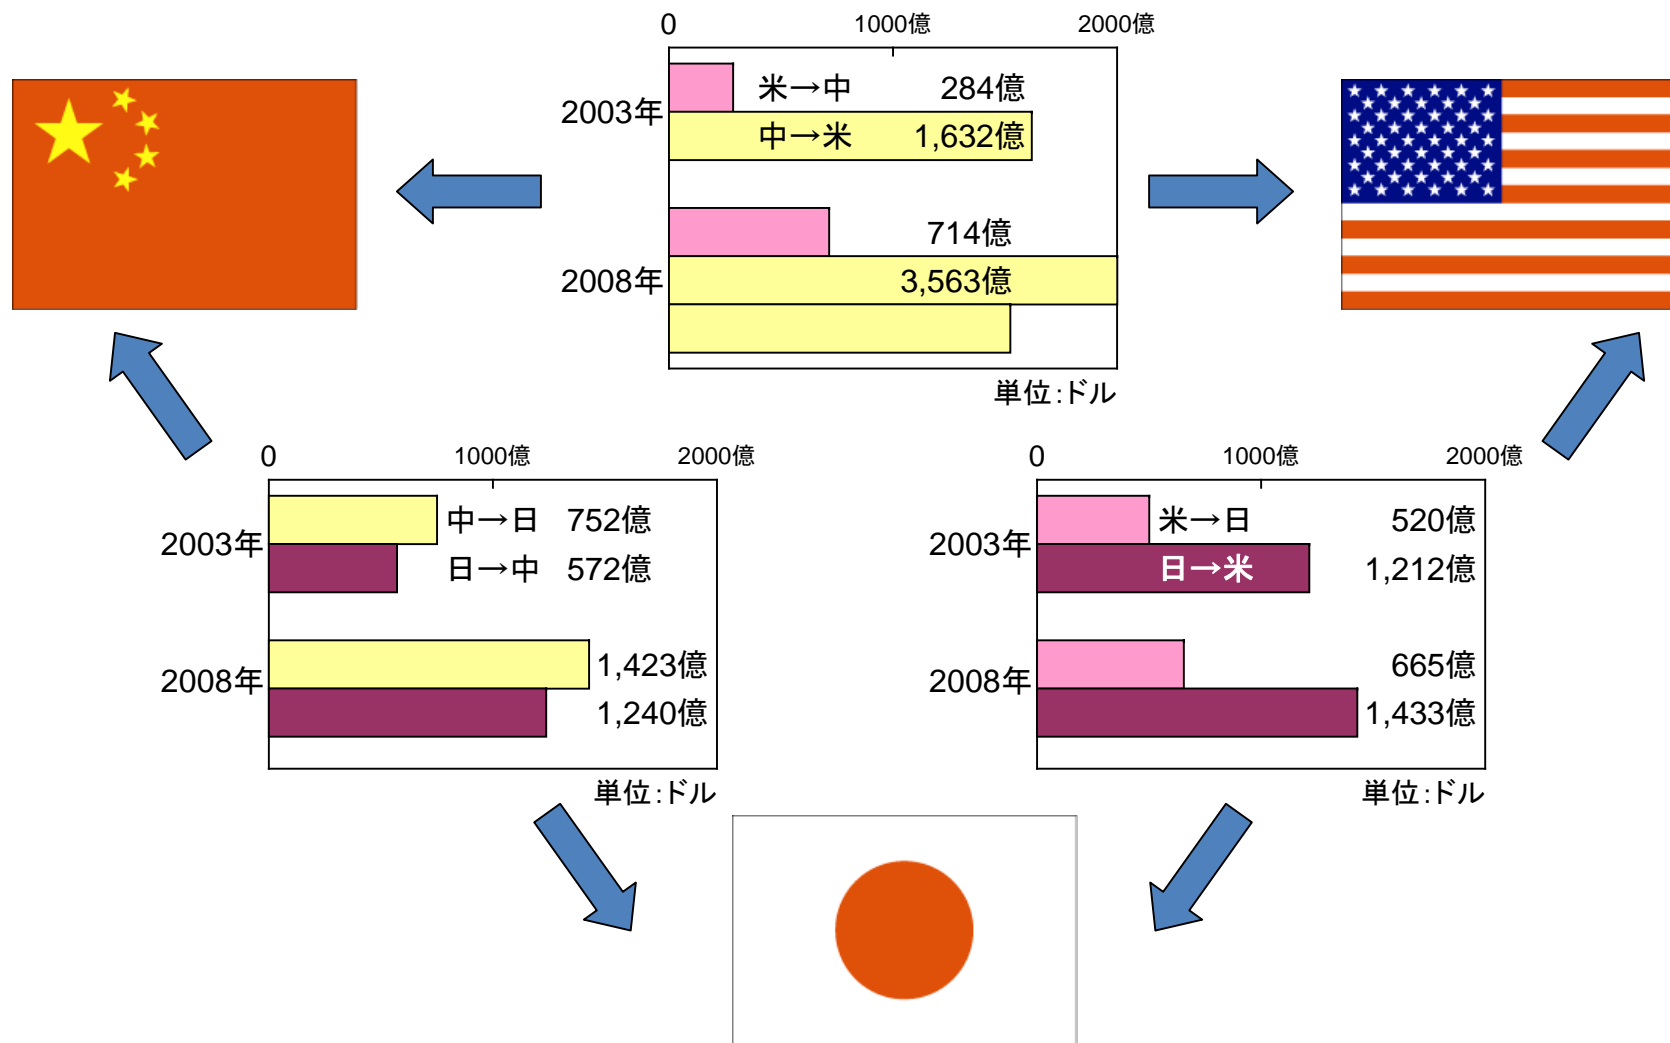 0 1000億 2000億
2003年
米→中 284億
中→米 1,632億
2008年
714億
3,563億
単位:ドル
0 1000億 2000億
2003年
中→日 752億
日→中 572億
2008年
1,423億
1,240億
単位:ドル
0 1000億 2000億
2003年
米→日 520億
日→米 1,212億
2008年
665億
1,433億
単位:ドル